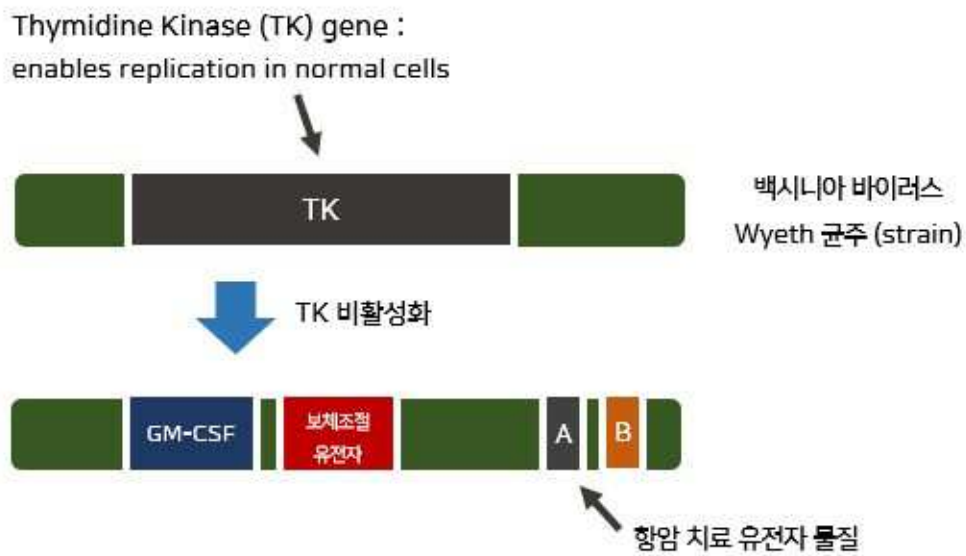 Thymidine Kinase (TK) gene :
enables replication in normal cells
TK
백시니아 바이러스
Wyeth 균주 (strain)
TK 비활성화
GM-CSF
보체조절
유전자
A
B
항암 치료 유전자 물질